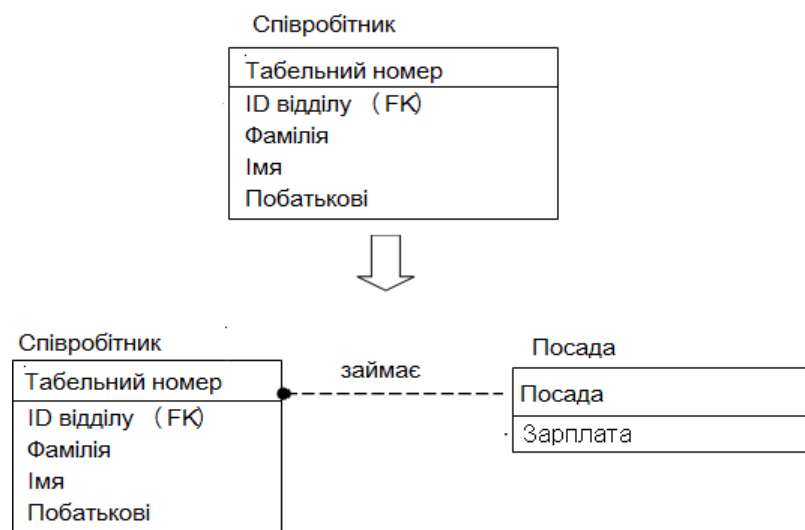 Співробітник
Табельний номер
ID відділу (FK)
Фамілія
Імя
Побатькові
Співробітник
Табельний номер
ID відділу (FK)
Фамілія
Імя
Побатькові
займає
Посада
Посада
Зарплата